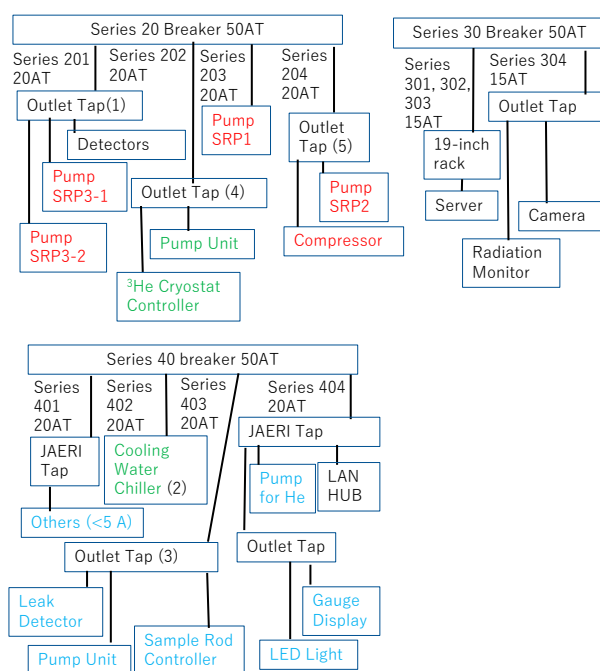 Series 20 Breaker 50AT
Series 201
20AT
Series 202
20AT
Series
203
20AT
Series
204
20AT
Outlet Tap(1)
Detectors
Pump
SRP3-1
Pump
SRP3-2
Pump
SRP1
Outlet Tap (4)
Pump Unit
³He Cryostat
Controller
Outlet
Tap (5)
Pump
SRP2
Compressor
Series 30 Breaker 50AT
Series
301, 302,
303
15AT
Series 304
15AT
Outlet Tap
19-inch
rack
Server
Camera
Radiation
Monitor
Series 40 breaker 50AT
Series
401
20AT
Series
402
20AT
Series
403
20AT
Series 404
20AT
JAERI
Tap
Cooling
Water
Chiller (2)
JAERI Tap
Pump
for He
LAN
HUB
Others (<5 A)
Outlet Tap (3)
Outlet Tap
Leak
Detector
Pump Unit
Sample Rod
Controller
Gauge
Display
LED Light